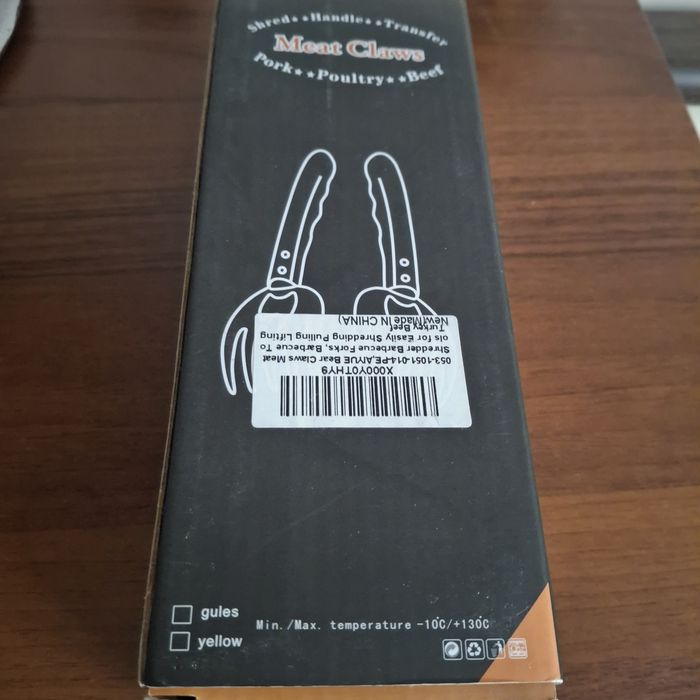 Shred★★Handle★★Transfer
Meat Claws
Pork★★Poultry★★Beef
X000Y0THY9
053-1051-014-PE,AIYUE Bear Claws Meat
Shredder Barbecue Forks, Barbecue To
ols for Easily Shredding Pulling Lifting
Turkey Beef
New(Made IN CHINA)
gules
yellow
Min./Max. temperature -10C/+130C